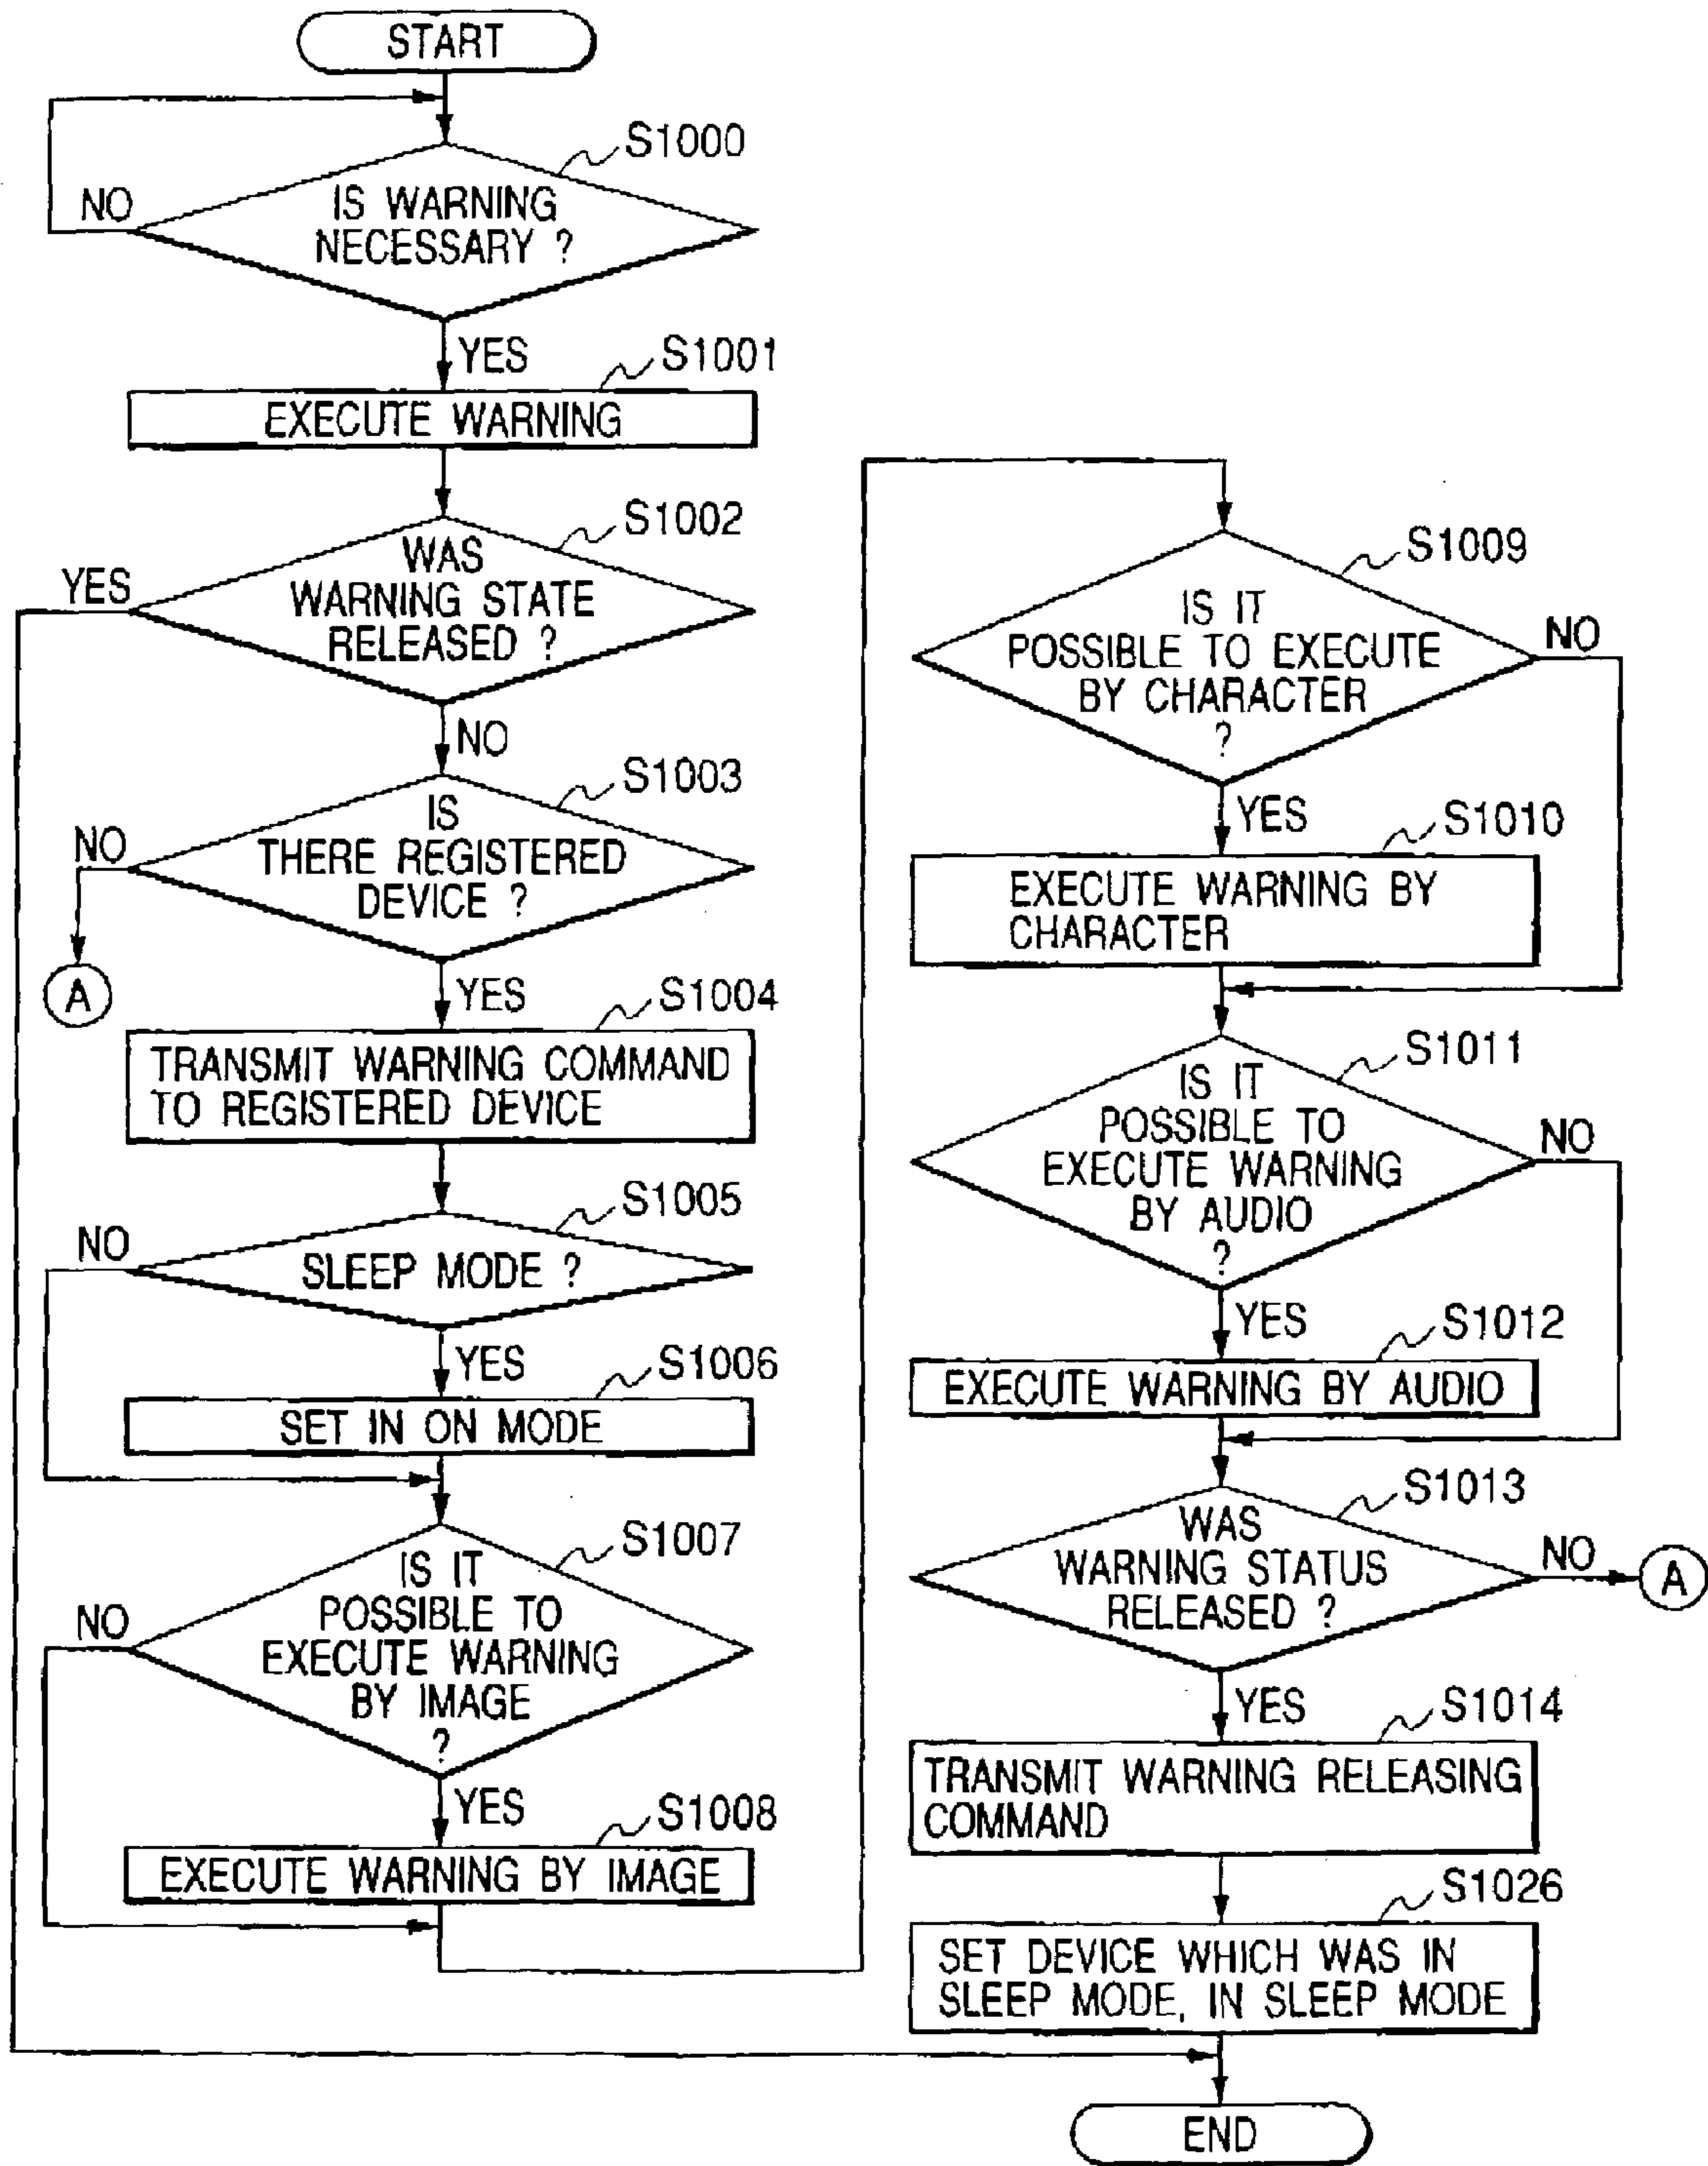 START
S1000
NO
IS WARNING
NECESSARY ?
YES
S1001
EXECUTE WARNING
S1002
YES
WAS
WARNING STATE
RELEASED ?
NO
S1003
NO
IS
THERE REGISTERED
DEVICE ?
A
YES
S1004
TRANSMIT WARNING COMMAND
TO REGISTERED DEVICE
S1005
NO
SLEEP MODE ?
YES
S1006
SET IN ON MODE
S1007
NO
IS IT
POSSIBLE TO
EXECUTE WARNING
BY IMAGE
?
YES
S1008
EXECUTE WARNING BY IMAGE
S1009
IS IT
POSSIBLE TO EXECUTE
BY CHARACTER
?
NO
YES
S1010
EXECUTE WARNING BY
CHARACTER
S1011
IS IT
POSSIBLE TO
EXECUTE WARNING
BY AUDIO
?
NO
YES
S1012
EXECUTE WARNING BY AUDIO
S1013
WAS
WARNING STATUS
RELEASED ?
NO
A
YES
S1014
TRANSMIT WARNING RELEASING
COMMAND
S1026
SET DEVICE WHICH WAS IN
SLEEP MODE, IN SLEEP MODE
END